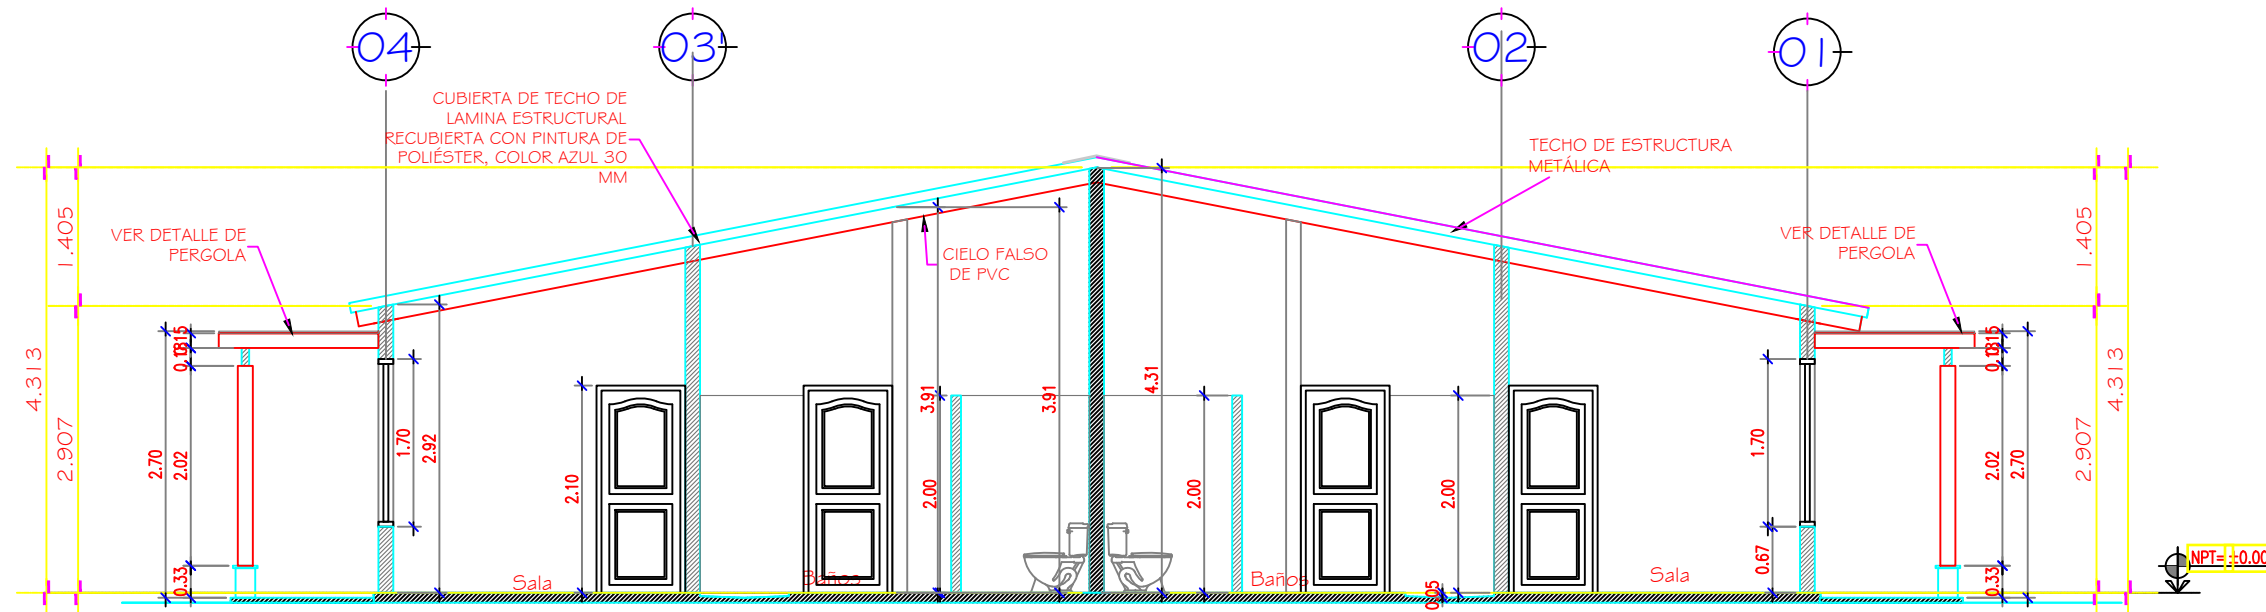 04
03'
02
01
CUBIERTA DE TECHO DE
LAMINA ESTRUCTURAL
RECUBIERTA CON PINTURA DE
POLIÉSTER, COLOR AZUL 30
MM
TECHO DE ESTRUCTURA
METÁLICA
VER DETALLE DE
PERGOLA
CIELO FALSO
DE PVC
VER DETALLE DE
PERGOLA
1.405
4.313
2.907
2.70
2.02
0.33
1.70
2.92
2.10
2.00
3.91
3.91
4.31
2.00
2.00
0.05
1.70
0.67
2.02
2.70
0.33
1.405
4.313
2.907
Sala
Baños
Baños
Sala
NPT=±0.00